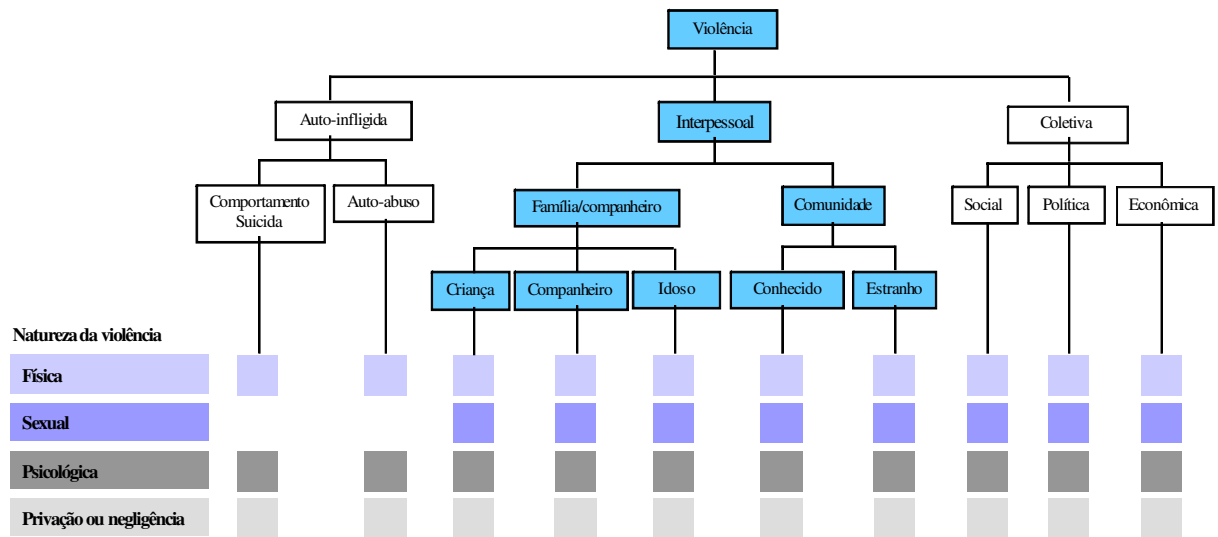 Violência
Auto-infligida
Interpessoal
Coletiva
Comportamento
Suicida
Auto-abuso
Família/companheiro
Comunidade
Social
Política
Econômica
Criança
Companheiro
Idoso
Conhecido
Estranho
Natureza da violência
Física
Sexual
Psicológica
Privação ou negligência